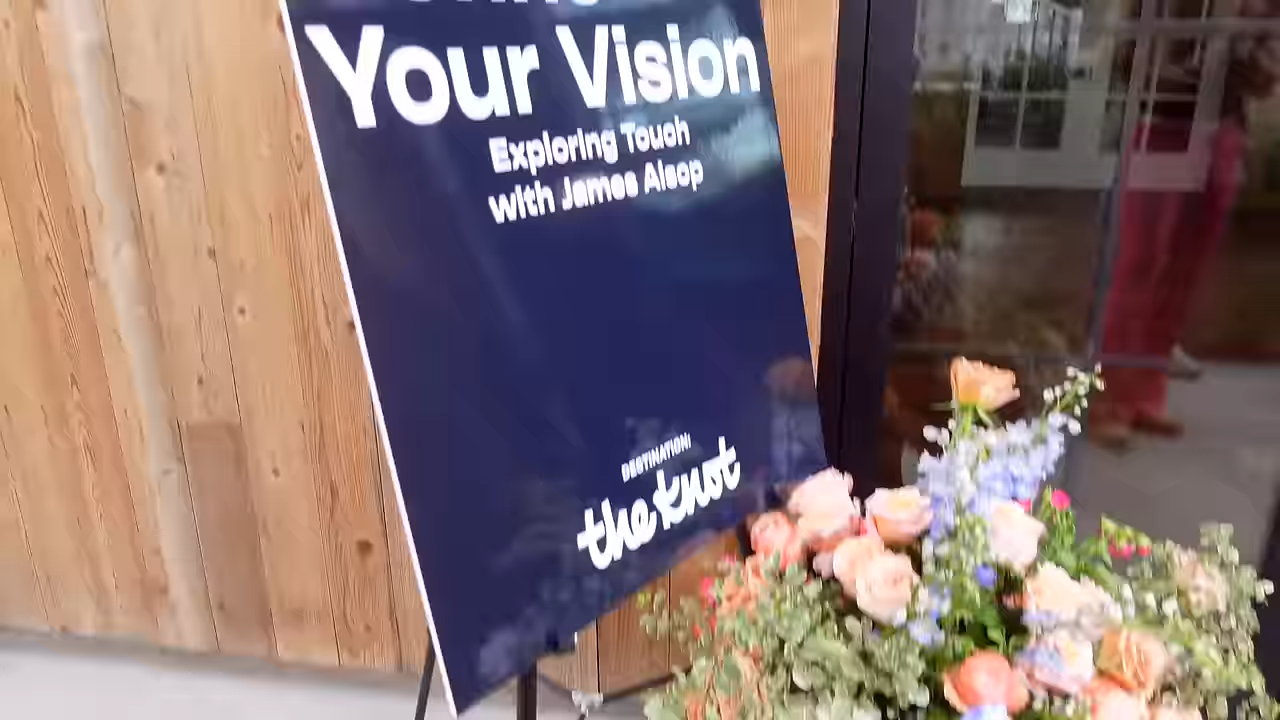 Your Vision
Exploring Touch
with James Alsop
DESTINATION:
the knot